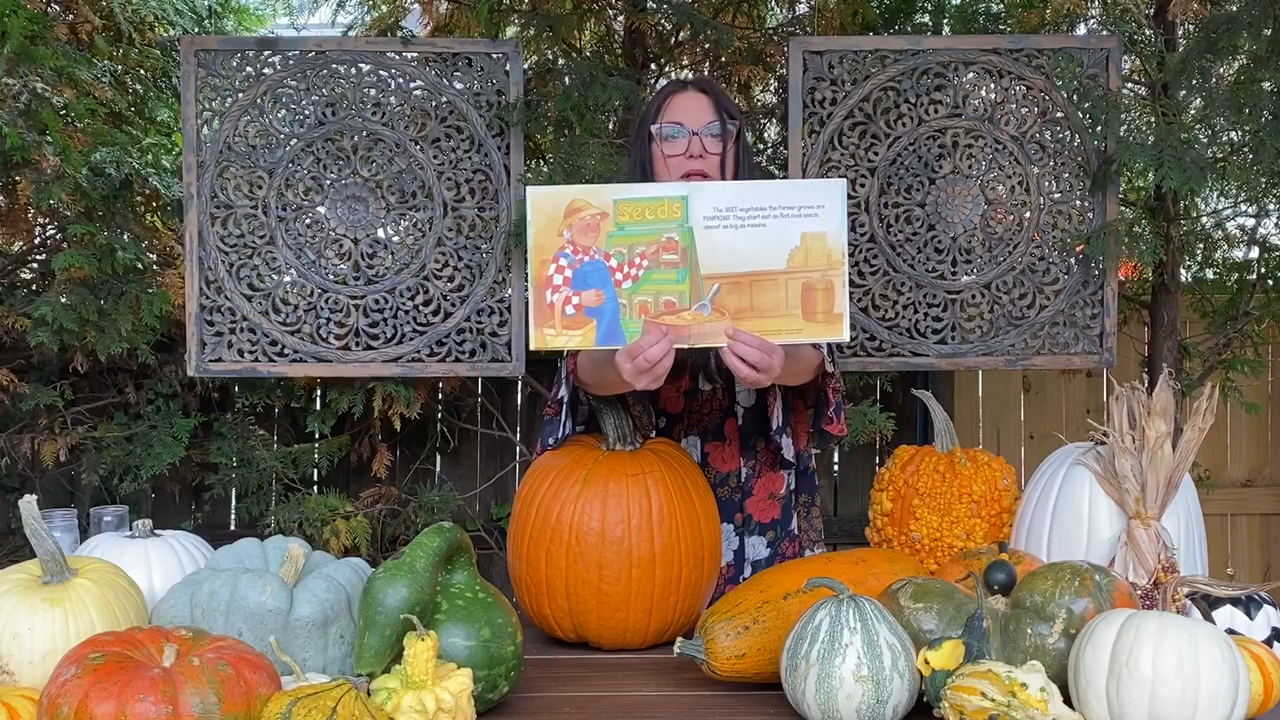 Seeds
The BEST vegetables the farmer grows are
PUMPKINS! They start out as flat, oval seeds,
almost as big as raisins.